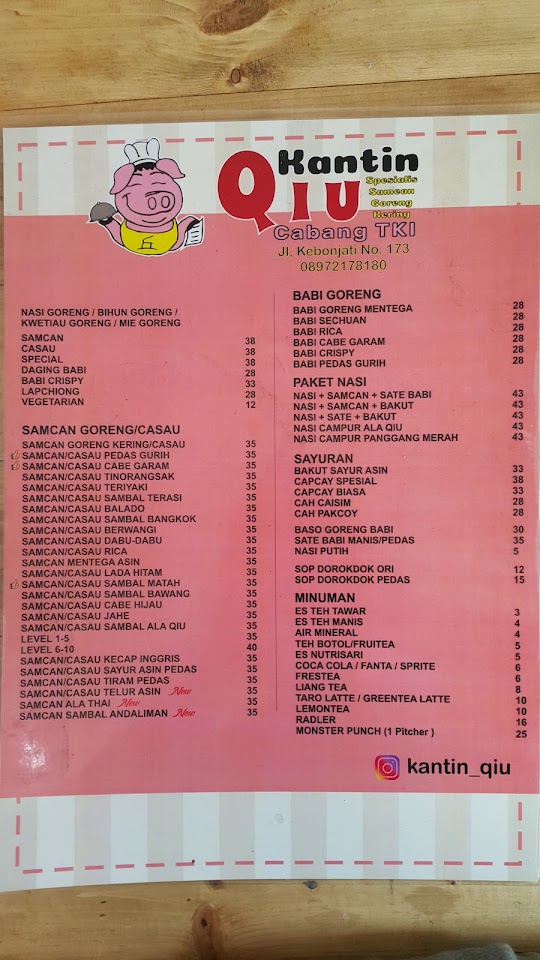 Kantin
QIU
Spesialis
Samcan
Goreng
Kering
Cabang TKI
Jl, Kebonjati No. 173
08972178180
丘
NASI GORENG / BIHUN GORENG /
KWETIAU GORENG / MIE GORENG
SAMCAN 38
CASAU 38
SPECIAL 38
DAGING BABI 28
BABI CRISPY 33
LAPCHIONG 28
VEGETARIAN 12
SAMCAN GORENG/CASAU
SAMCAN GORENG KERING/CASAU 35
SAMCAN/CASAU PEDAS GURIH 35
SAMCAN/CASAU CABE GARAM 35
SAMCAN/CASAU TINORANGSAK 35
SAMCAN/CASAU TERIYAKI 35
SAMCAN/CASAU SAMBAL TERASI 35
SAMCAN/CASAU BALADO 35
SAMCAN/CASAU SAMBAL BANGKOK 35
SAMCAN/CASAU BERWANGI 35
SAMCAN/CASAU DABU-DABU 35
SAMCAN/CASAU RICA 35
SAMCAN MENTEGA ASIN 35
SAMCAN/CASAU LADA HITAM 35
SAMCAN/CASAU SAMBAL MATAH 35
SAMCAN/CASAU SAMBAL BAWANG 35
SAMCAN/CASAU CABE HIJAU 35
SAMCAN/CASAU JAHE 35
SAMCAN/CASAU SAMBAL ALA QIU 35
LEVEL 1-5 35
LEVEL 6-10 40
SAMCAN/CASAU KECAP INGGRIS 35
SAMCAN/CASAU SAYUR ASIN PEDAS 35
SAMCAN/CASAU TIRAM PEDAS 35
SAMCAN/CASAU TELUR ASIN New 35
SAMCAN ALA THAI New 35
SAMCAN SAMBAL ANDALIMAN New 35
BABI GORENG
BABI GORENG MENTEGA 28
BABI SECHUAN 28
BABI RICA 28
BABI CABE GARAM 28
BABI CRISPY 28
BABI PEDAS GURIH 28
PAKET NASI
NASI + SAMCAN + SATE BABI 43
NASI + SAMCAN + BAKUT 43
NASI + SATE + BAKUT 43
NASI CAMPUR ALA QIU 43
NASI CAMPUR PANGGANG MERAH 43
SAYURAN
BAKUT SAYUR ASIN 33
CAPCAY SPESIAL 38
CAPCAY BIASA 33
CAH CAISIM 28
CAH PAKCOY 28
BASO GORENG BABI 30
SATE BABI MANIS/PEDAS 35
NASI PUTIH 5
SOP DOROKDOK ORI 12
SOP DOROKDOK PEDAS 15
MINUMAN
ES TEH TAWAR 3
ES TEH MANIS 4
AIR MINERAL 4
TEH BOTOL/FRUITEA 5
ES NUTRISARI 5
COCA COLA / FANTA / SPRITE 6
FRESTEA 6
LIANG TEA 8
TARO LATTE / GREENTEA LATTE 10
LEMONTEA 10
RADLER 16
MONSTER PUNCH (1 Pitcher ) 25
kantin_qiu